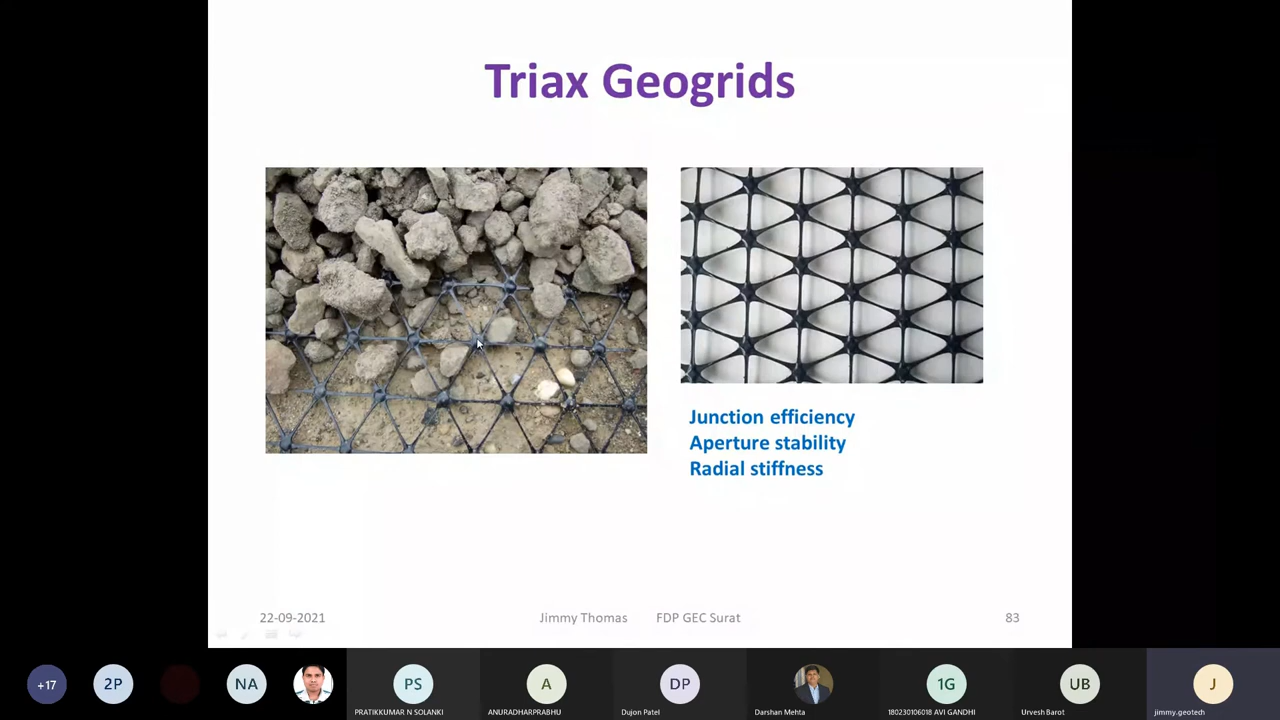 Triax Geogrids
Junction efficiency
Aperture stability
Radial stiffness
22-09-2021
Jimmy Thomas FDP GEC Surat
83
+17
2P
NA
PS
A
DP
1G
UB
J
PRATIKKUMAR N SOLANKI
ANURADHARPRABHU
Dujon Patel
Darshan Mehta
180230106018 AVI GANDHI
Urvesh Barot
jimmy.geotech